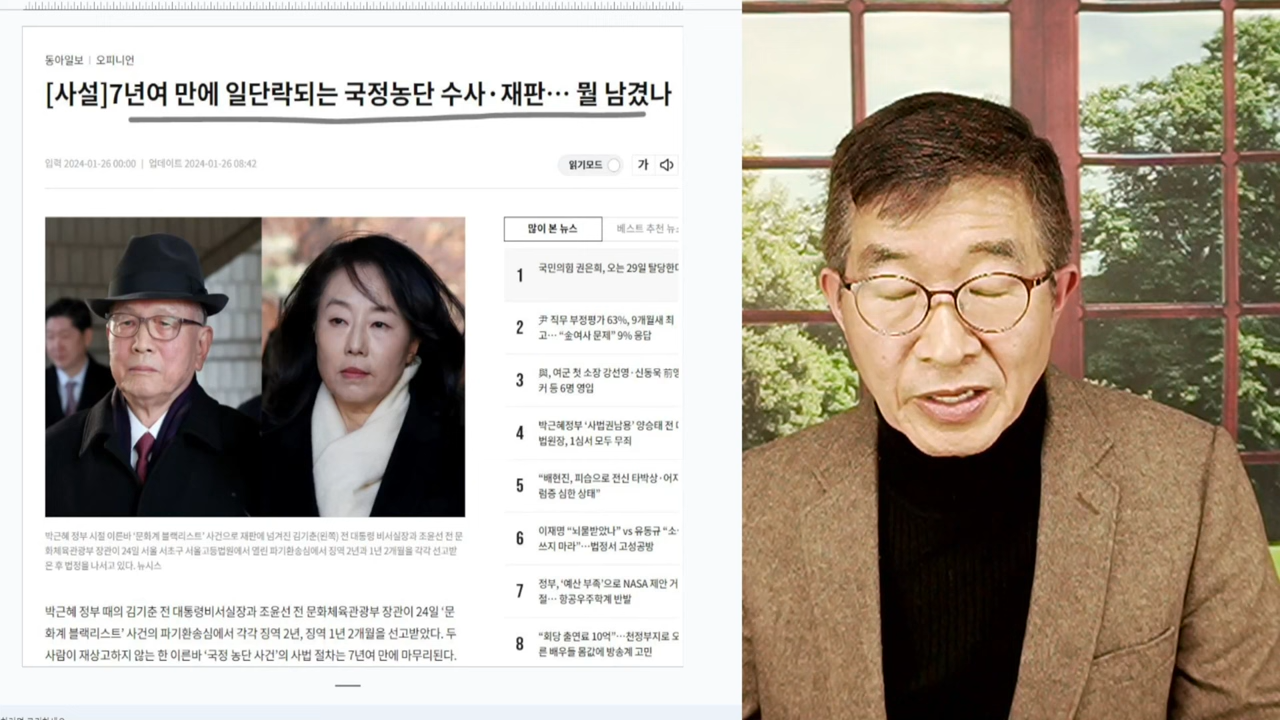 동아일보 | 오피니언
[사설]7년여 만에 일단락되는 국정농단 수사·재판… 뭘 남겼나
입력 2024-01-26 00:00 | 업데이트 2024-01-26 08:42
읽기모드
가
박근혜 정부 시절 이른바 ‘문화계 블랙리스트’ 사건으로 재판에 넘겨진 김기춘(왼쪽) 전 대통령 비서실장과 조윤선 전 문
화체육관광부 장관이 24일 서울 서초구 서울고등법원에서 열린 파기환송심에서 징역 2년과 1년 2개월을 각각 선고받
은 후 법정을 나서고 있다. 뉴시스
박근혜 정부 때의 김기춘 전 대통령비서실장과 조윤선 전 문화체육관광부 장관이 24일 ‘문
화계 블랙리스트’ 사건의 파기환송심에서 각각 징역 2년, 징역 1년 2개월을 선고받았다. 두
사람이 재상고하지 않는 한 이른바 ‘국정 농단 사건’의 사법 절차는 7년여 만에 마무리된다.
많이 본 뉴스
베스트 추천 뉴
1
국민의힘 권은희, 오는 29일 탈당한
2
尹 직무 부정평가 63%, 9개월새 최
고… “金여사 문제” 9% 응답
3
與, 여군 첫 소장 강선영·신동욱 前
커 등 6명 영입
4
박근혜정부 ‘사법권남용’ 양승태 전
법원장, 1심서 모두 무죄
5
“배현진, 피습으로 전신 타박상·어
럼증 심한 상태”
6
이재명 “뇌물받았나” vs 유동규 “소
쓰지 마라”…법정서 고성공방
7
정부, ‘예산 부족’으로 NASA 제안 거
절… 항공우주학계 반발
8
“회당 출연료 10억”…천정부지로 오
른 배우들 몸값에 방송계 고민